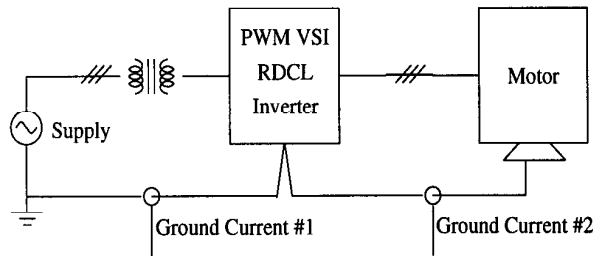 PWM VSI
RDCL
Inverter
Motor
Supply
Ground Current #1
Ground Current #2